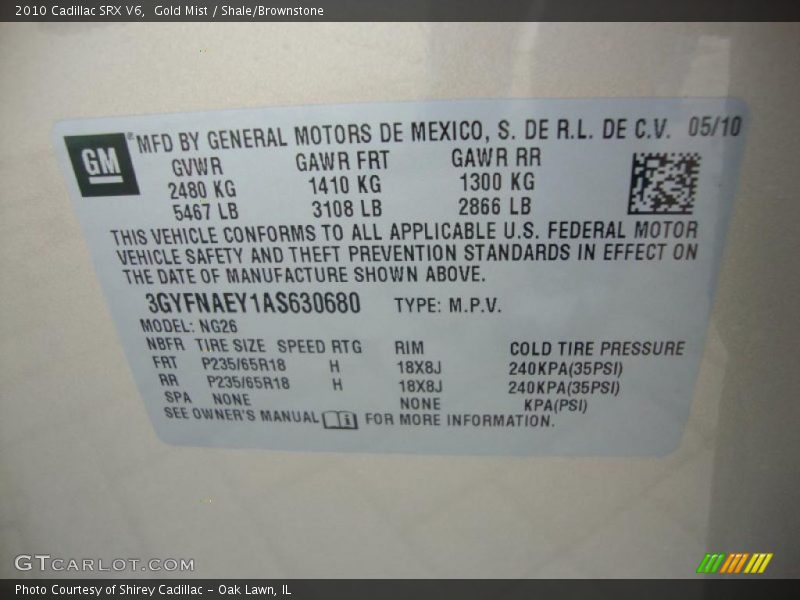 2010 Cadillac SRX V6,  Gold Mist / Shale/Brownstone
GM
® MFD BY GENERAL MOTORS DE MEXICO, S. DE R.L. DE C.V. 05/10
GVWR GAWR FRT GAWR RR
2480 KG 1410 KG 1300 KG
5467 LB 3108 LB 2866 LB
THIS VEHICLE CONFORMS TO ALL APPLICABLE U.S. FEDERAL MOTOR
VEHICLE SAFETY AND THEFT PREVENTION STANDARDS IN EFFECT ON
THE DATE OF MANUFACTURE SHOWN ABOVE.
3GYFNAEY1AS630680 TYPE: M.P.V.
MODEL: NG26
NBFR TIRE SIZE SPEED RTG RIM COLD TIRE PRESSURE
FRT P235/65R18 H 18X8J 240KPA(35PSI)
RR P235/65R18 H 18X8J 240KPA(35PSI)
SPA NONE NONE KPA(PSI)
SEE OWNER'S MANUAL i FOR MORE INFORMATION.
GTCARLOT.COM
Photo Courtesy of Shirey Cadillac - Oak Lawn, IL